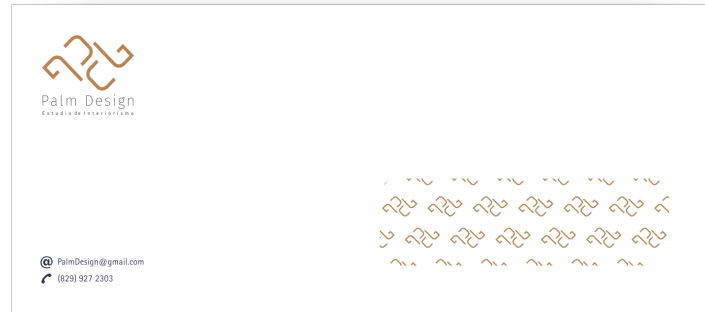 Palm Design
Estudio de Interiorismo
@ PalmDesign@gmail.com
(829) 927 2303